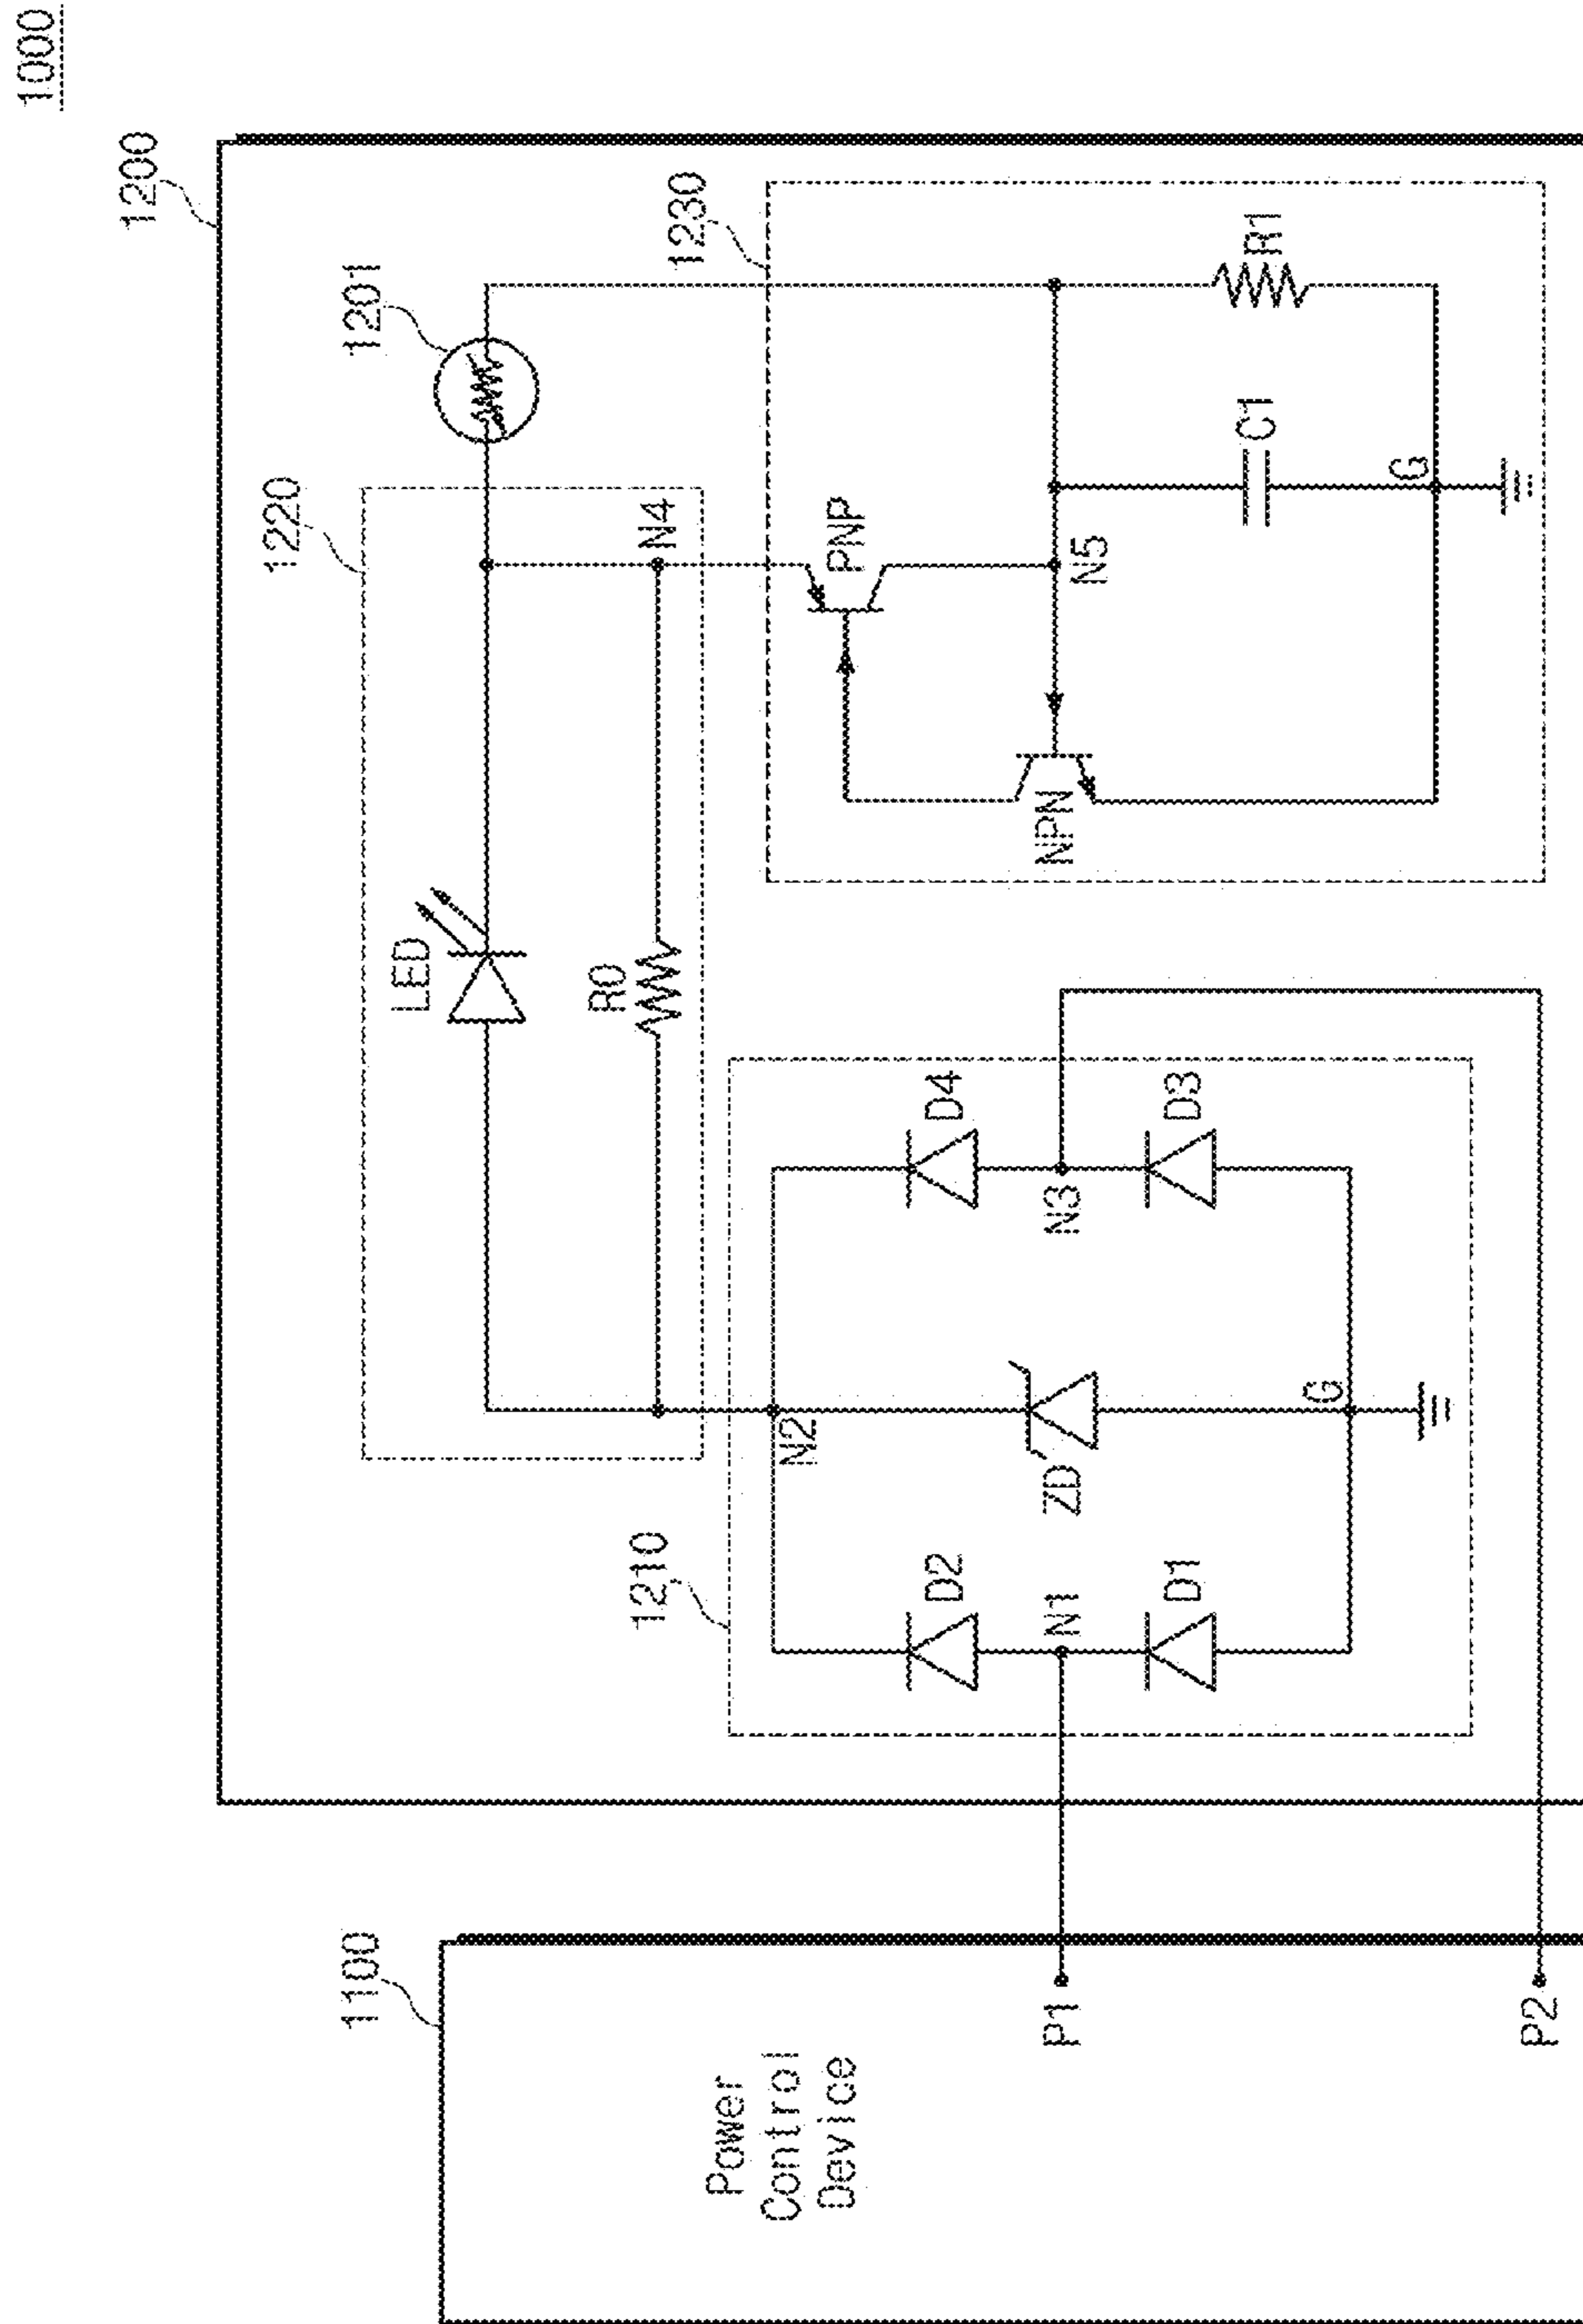 1000
1200
1100
Power
Control
Device
P1
P2
1210
D2
N1
D1
N2
ZD
G
D4
N3
D3
1220
LED
R0
N4
1201
1230
PNP
NPN
N5
C1
G
R1